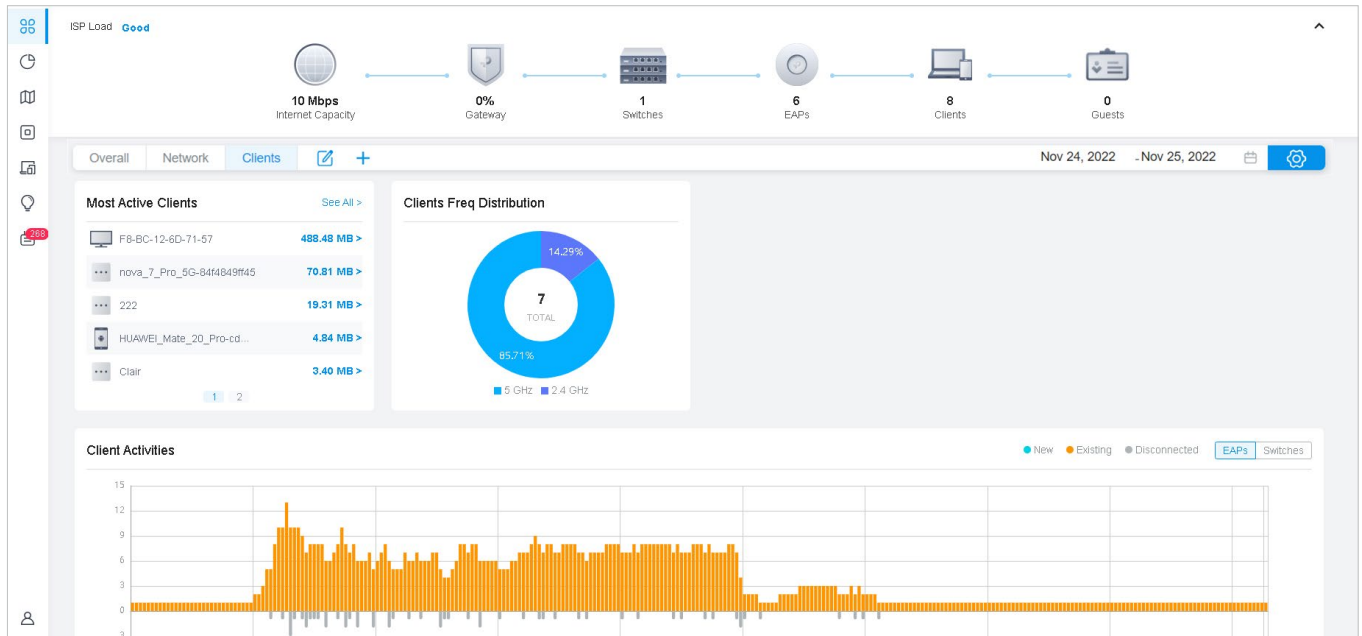 ISP Load Good
10 Mbps
Internet Capacity
0%
Gateway
1
Switches
6
EAPs
8
Clients
0
Guests
268
Overall Network Clients
Nov 24, 2022 - Nov 25, 2022
Most Active Clients See All >
F8-BC-12-6D-71-57 488.48 MB >
nova_7_Pro_5G-84f4849ff45 70.81 MB >
222 19.31 MB >
HUAWEI_Mate_20_Pro-cd... 4.84 MB >
Clair 3.40 MB >
1 2
Clients Freq Distribution
14.29%
7
TOTAL
85.71%
5 GHz 2.4 GHz
Client Activities
New Existing Disconnected EAPs Switches
15
12
9
6
3
0
3